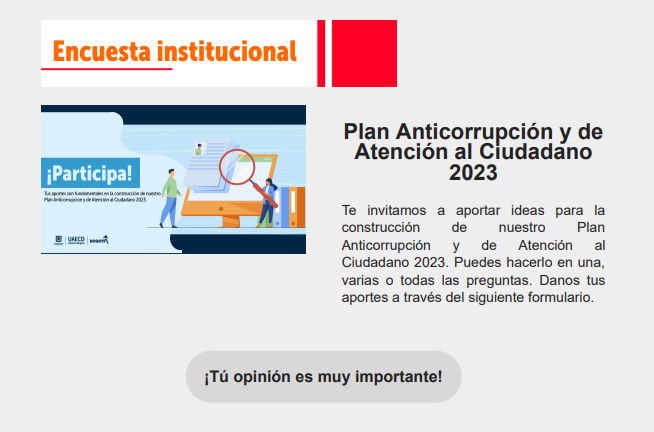 Encuesta institucional
¡Participa!
Tus aportes son fundamentales en la construcción de nuestro
Plan Anticorrupción y de Atención al Ciudadano 2023.
UAECD
BOGOTÁ
Plan Anticorrupción y de
Atención al Ciudadano
2023
Te invitamos a aportar ideas para la
construcción de nuestro Plan
Anticorrupción y de Atención al
Ciudadano 2023. Puedes hacerlo en una,
varias o todas las preguntas. Danos tus
aportes a través del siguiente formulario.
¡Tú opinión es muy importante!